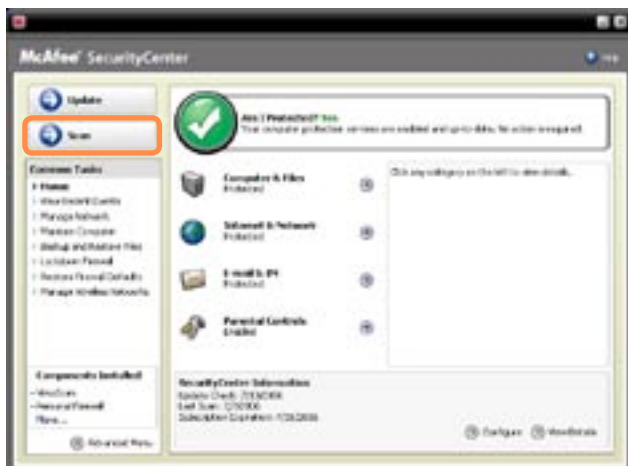 McAfee SecurityCenter
Help
Update
Scan
Are I Protected? Yes
Your computer protection services are enabled and up-to-date. No action is required.
Common Tasks
Home
View Recent Events
Manage Network
Maintain Computer
Backup and Restore Files
Lockdown Firewall
Restore Firewall Defaults
Manage Wireless Networks
Computer & Files
Protected
Internet & Network
Protected
E-mail & IM
Protected
Parental Controls
Enabled
Click any category on the left to view details.
Components Installed
VirusScan
Personal Firewall
More...
Advanced Menu
SecurityCenter Information
Update Check:
Last Scan:
Subscription Expiration:
Configure
View Details